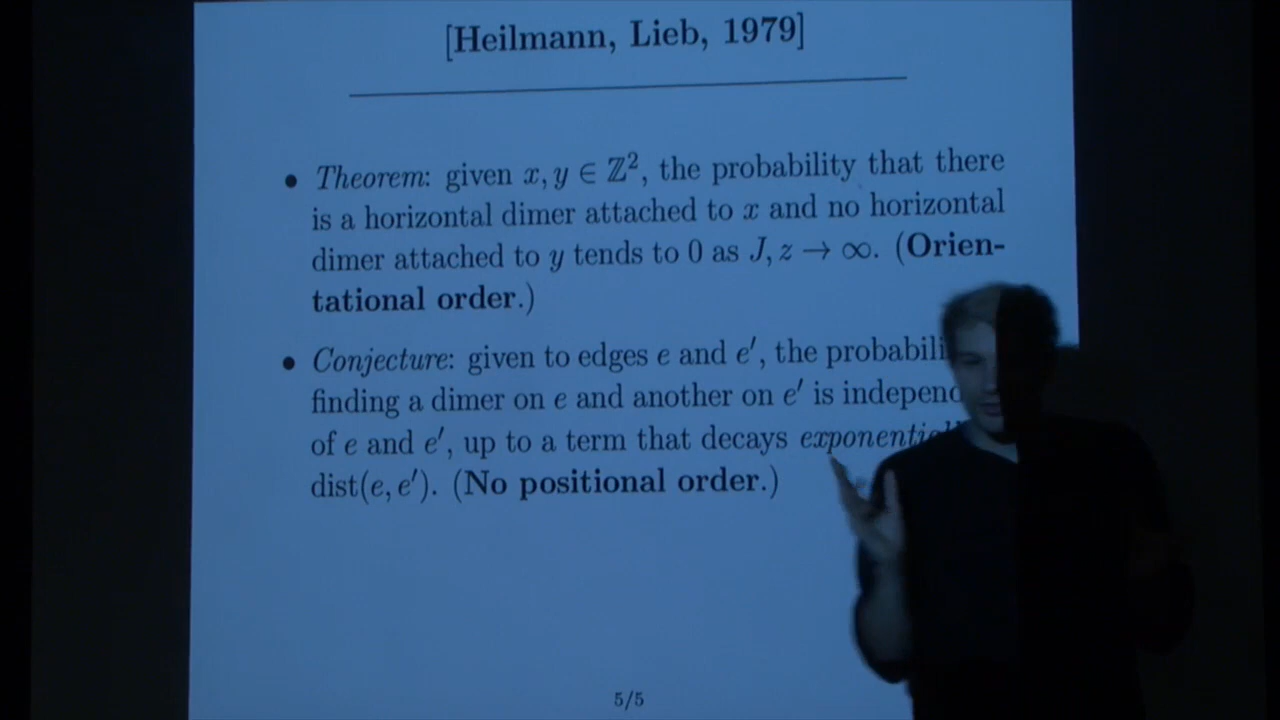 [Heilmann, Lieb, 1979]
• Theorem: given x, y ∈ ℤ², the probability that there
is a horizontal dimer attached to x and no horizontal
dimer attached to y tends to 0 as J, z → ∞. (Orien-
tational order.)
• Conjecture: given to edges e and e′, the probabili
finding a dimer on e and another on e′ is independ
of e and e′, up to a term that decays exponentiall
dist(e, e′). (No positional order.)
5/5